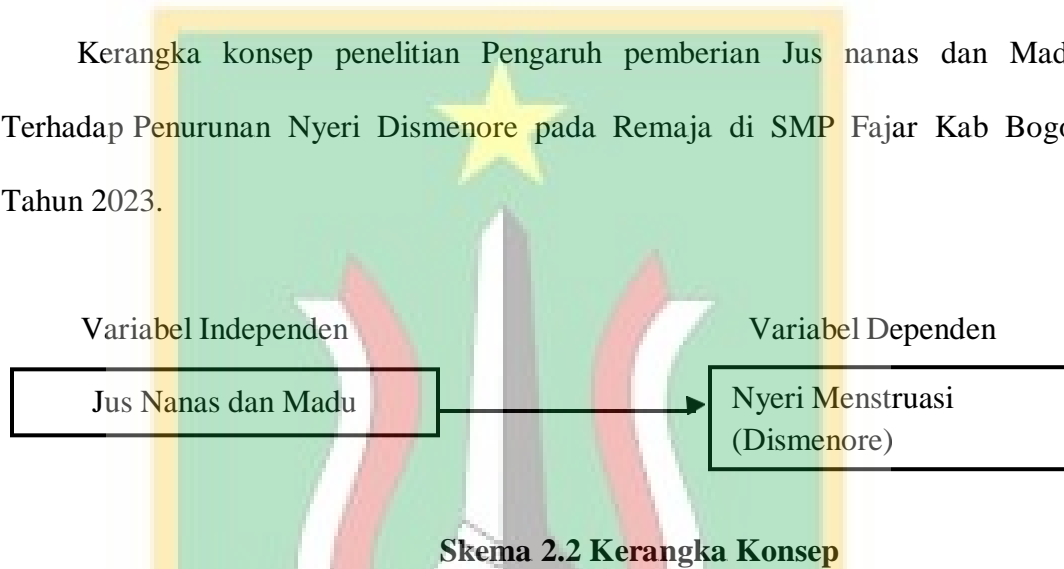 Kerangka konsep penelitian Pengaruh pemberian Jus nanas dan Mad
Terhadap Penurunan Nyeri Dismenore pada Remaja di SMP Fajar Kab Bogo
Tahun 2023.
Variabel Independen
Variabel Dependen
Jus Nanas dan Madu
Nyeri Menstruasi
(Dismenore)
Skema 2.2 Kerangka Konsep